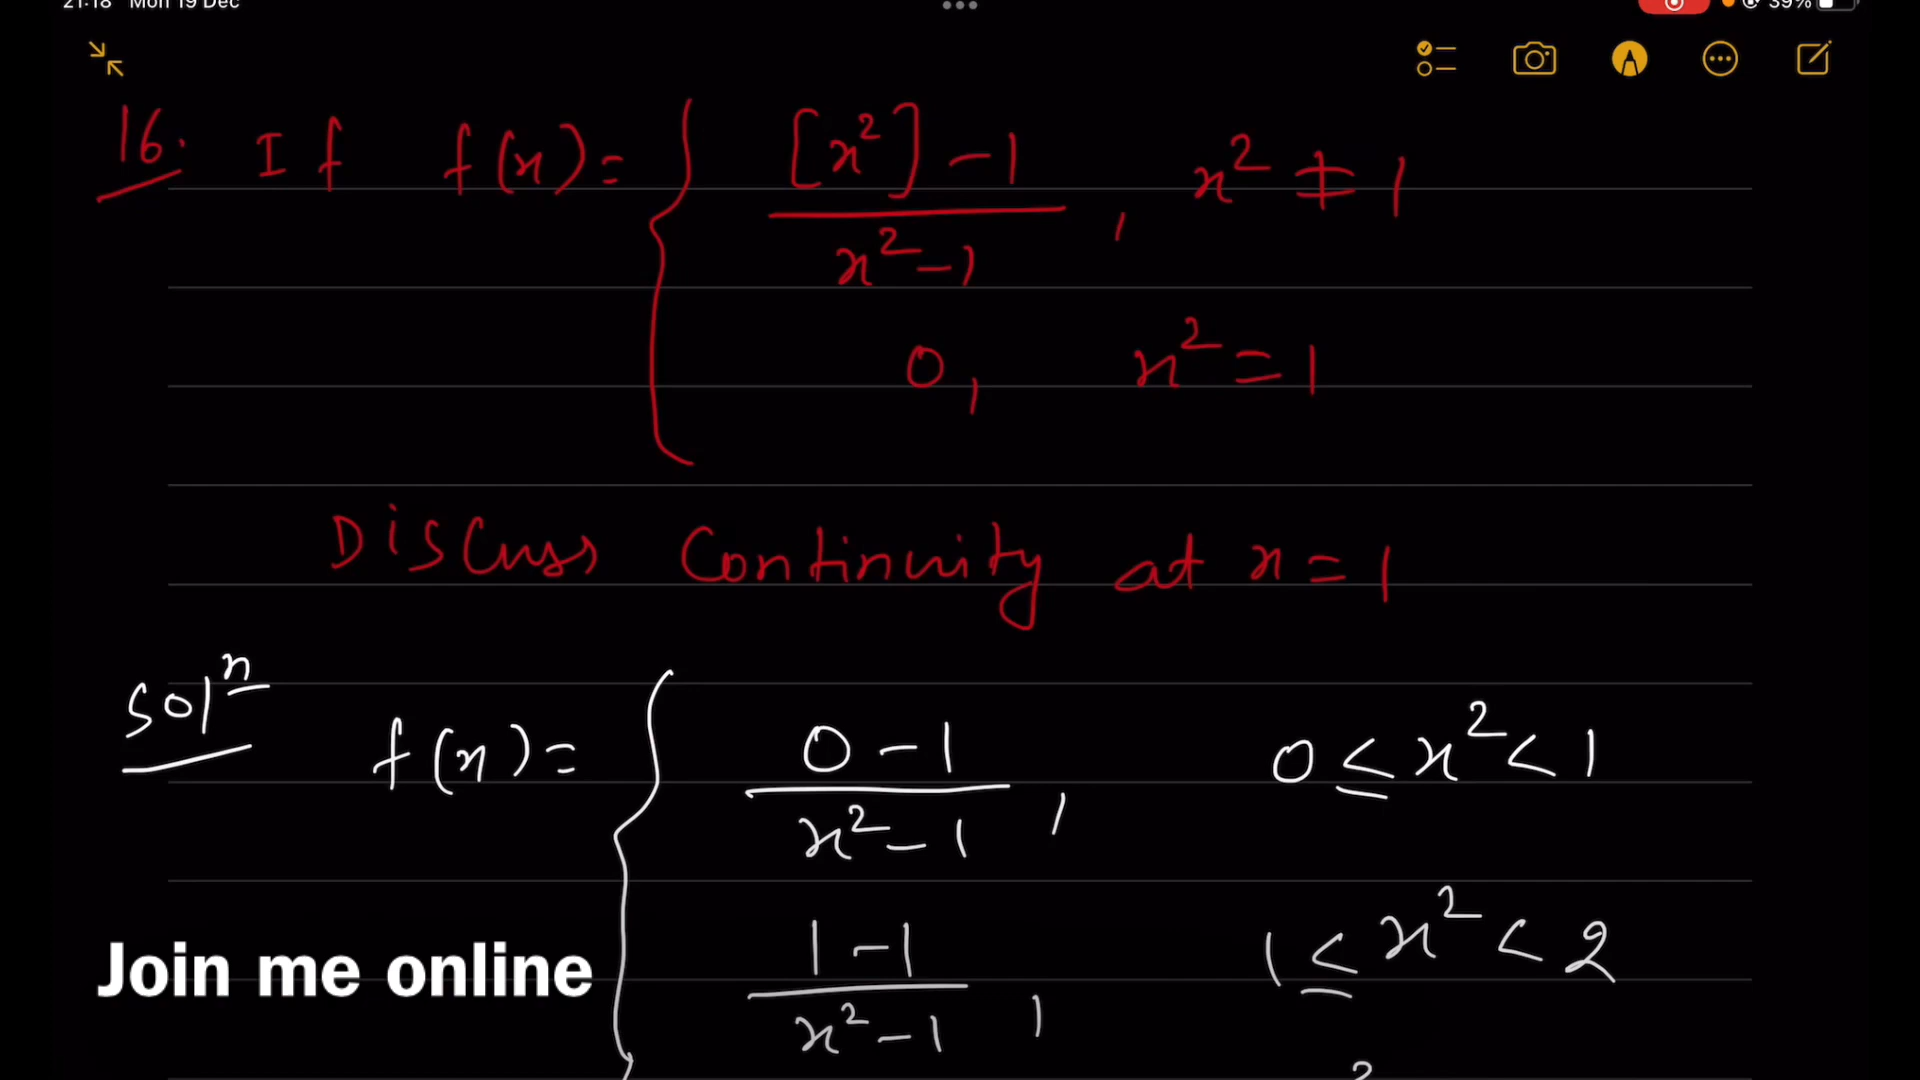 21:18 Mon 19 Dec 39%
16. If f(x) = { [x²] - 1 / x² - 1 , x² ≠ 1
0, x² = 1
Discuss Continuity at x = 1
Solⁿ f(x) = { 0 - 1 / x² - 1 , 0 ≤ x² < 1
1 - 1 / x² - 1 , 1 ≤ x² < 2
Join me online